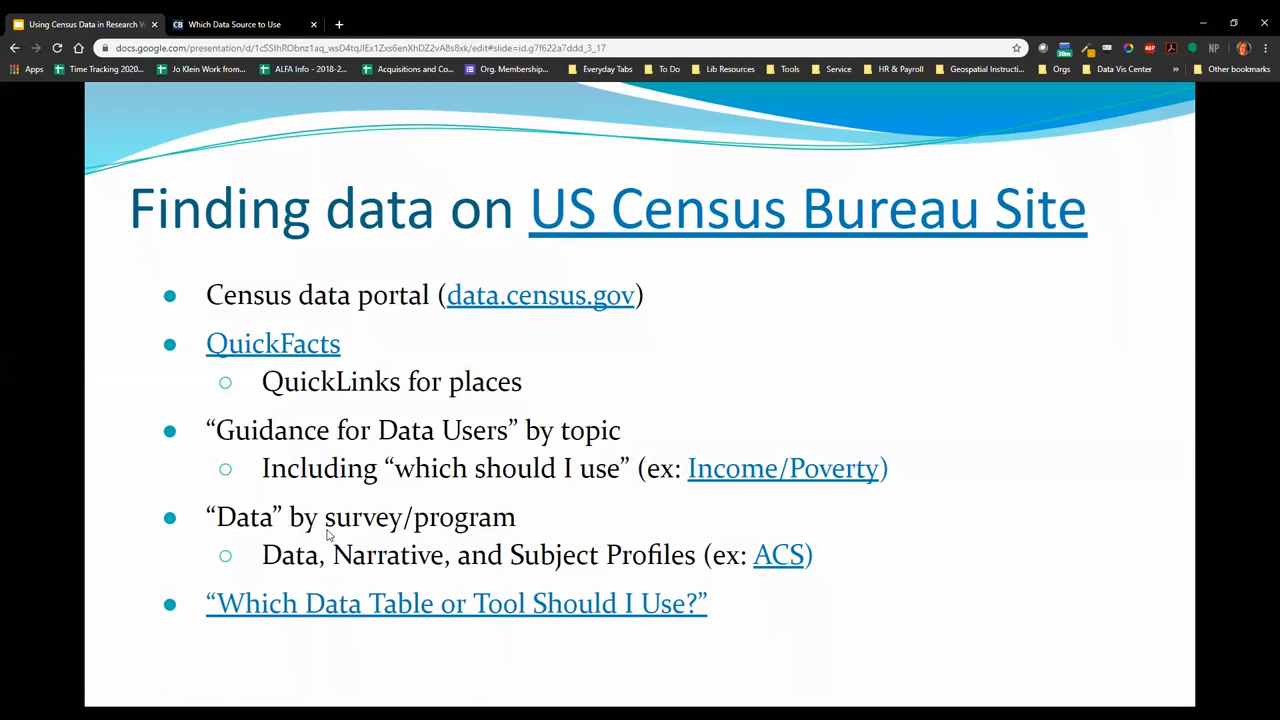 Using Census Data in Research W
Which Data Source to Use
docs.google.com/presentation/d/1cSSIhRObnz1aq_wsD4tqJlEx1Zxs6enXhDZ2vA8s8xk/edit#slide=id.g7f622a7ddd_3_17
Apps
Time Tracking 2020...
Jo Klein Work from...
ALFA Info - 2018-2...
Acquisitions and Co...
Org. Membership...
Everyday Tabs
To Do
Lib Resources
Tools
Service
HR & Payroll
Geospatial Instructi...
Orgs
Data Vis Center
»
Other bookmarks
Finding data on US Census Bureau Site
● Census data portal (data.census.gov)
● QuickFacts
○ QuickLinks for places
● “Guidance for Data Users” by topic
○ Including “which should I use” (ex: Income/Poverty)
● “Data” by survey/program
○ Data, Narrative, and Subject Profiles (ex: ACS)
● “Which Data Table or Tool Should I Use?”